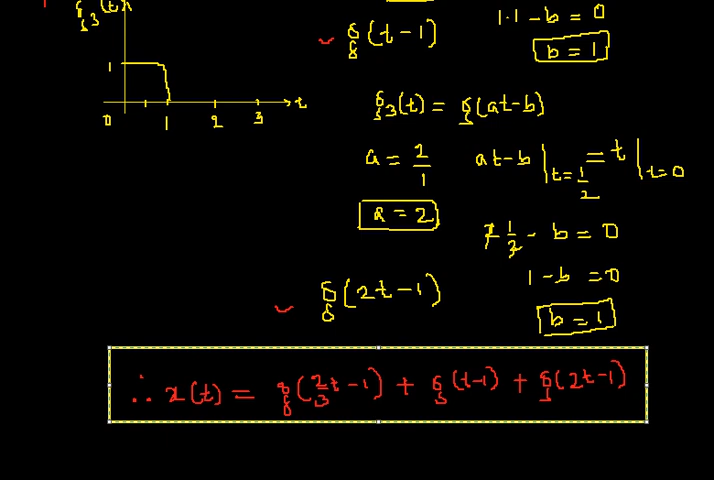 g₃(t)
1
0 1 2 3 t
✓ g(t-1)
1·1 - b = 0
b = 1
g₃(t) = g(at-b)
a = 2/1
a = 2
at-b |t=1/2 = t |t=0
2 1/2 - b = 0
1 - b = 0
b = 1
✓ g(2t-1)
∴ x(t) = g(2/3 t - 1) + g(t-1) + g(2t-1)